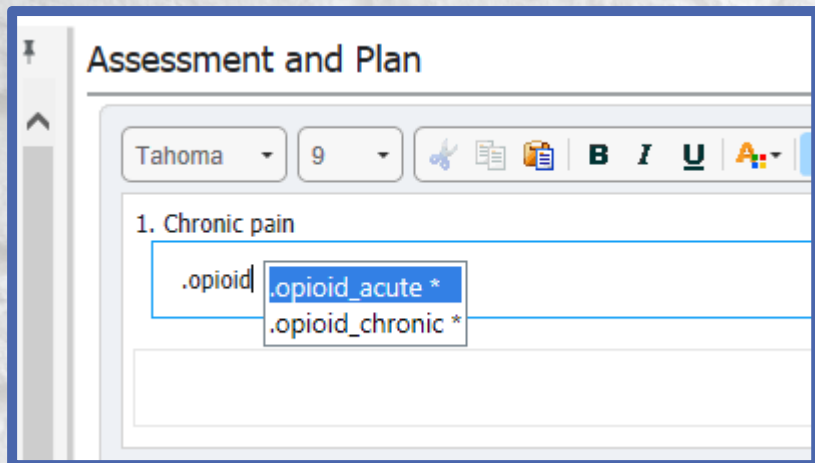 Assessment and Plan
Tahoma 9 B I U A
1. Chronic pain
.opioid
.opioid_acute *
.opioid_chronic *